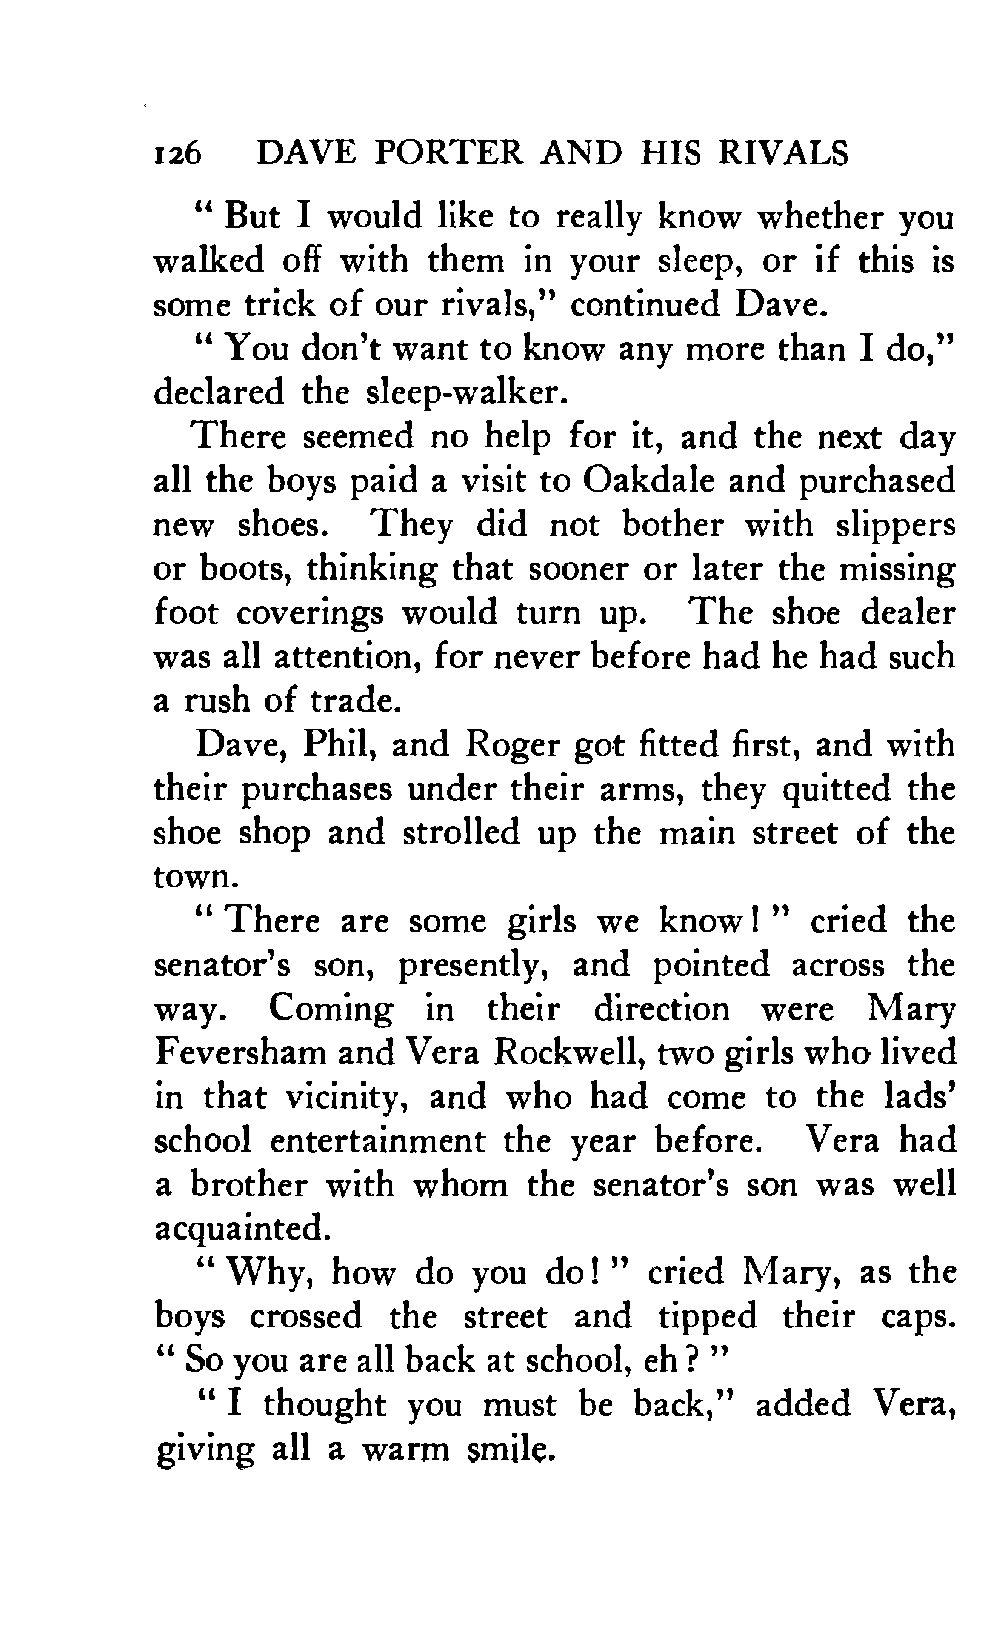 126 DAVE PORTER AND HIS RIVALS
" But I would like to really know whether you
walked off with them in your sleep, or if this is
some trick of our rivals," continued Dave.
" You don't want to know any more than I do,"
declared the sleep-walker.
There seemed no help for it, and the next day
all the boys paid a visit to Oakdale and purchased
new shoes. They did not bother with slippers
or boots, thinking that sooner or later the missing
foot coverings would turn up. The shoe dealer
was all attention, for never before had he had such
a rush of trade.
Dave, Phil, and Roger got fitted first, and with
their purchases under their arms, they quitted the
shoe shop and strolled up the main street of the
town.
" There are some girls we know! " cried the
senator's son, presently, and pointed across the
way. Coming in their direction were Mary
Feversham and Vera Rockwell, two girls who lived
in that vicinity, and who had come to the lads'
school entertainment the year before. Vera had
a brother with whom the senator's son was well
acquainted.
" Why, how do you do! " cried Mary, as the
boys crossed the street and tipped their caps.
" So you are all back at school, eh? "
" I thought you must be back," added Vera,
giving all a warm smile.